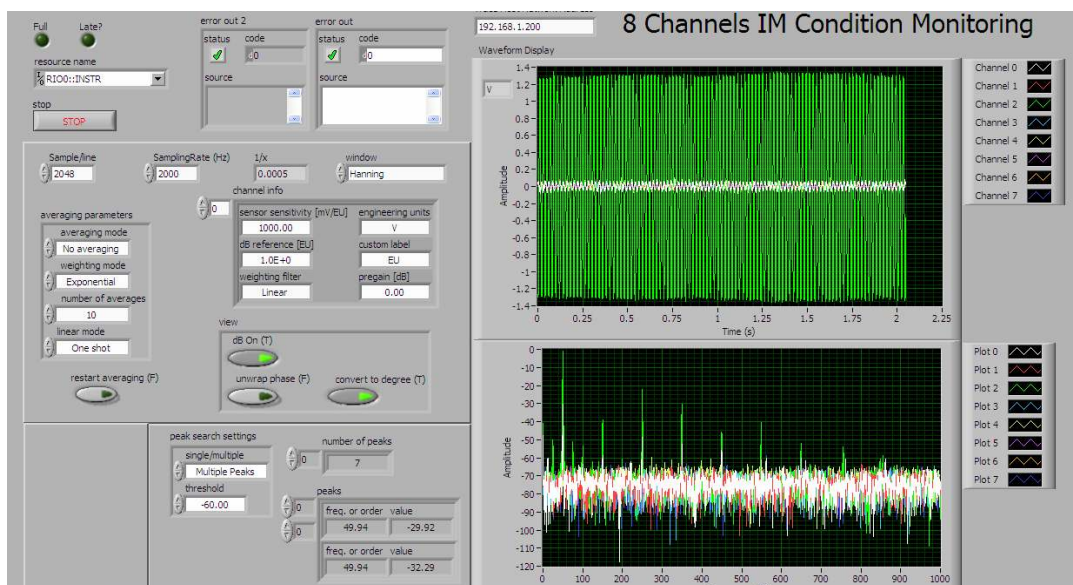 8 Channels IM Condition Monitoring
Full Late?
resource name
RIO0::INSTR
stop
STOP
error out 2
status code
0
source
error out
status code
0
source
192.168.1.200
Sample/line
2048
SamplingRate (Hz)
2000
1/x
0.0005
window
Hanning
channel info
0
sensor sensitivity [mV/EU]
1000.00
engineering units
V
dB reference [EU]
1.0E+0
custom label
EU
weighting filter
Linear
pregain [dB]
0.00
averaging parameters
averaging mode
No averaging
weighting mode
Exponential
number of averages
10
linear mode
One shot
restart averaging (F)
view
dB On (T)
unwrap phase (F)
convert to degree (T)
peak search settings
single/multiple
Multiple Peaks
threshold
-60.00
0
number of peaks
7
peaks
0
0
freq. or order value
49.94 -29.92
freq. or order value
49.94 -32.29
Waveform Display
V
Amplitude
1.4
1.2
1
0.8
0.6
0.4
0.2
0
-0.2
-0.4
-0.6
-0.8
-1
-1.2
-1.4
0 0.25 0.5 0.75 1 1.25 1.5 1.75 2 2.25
Time (s)
Channel 0
Channel 1
Channel 2
Channel 3
Channel 4
Channel 5
Channel 6
Channel 7
Amplitude
0
-10
-20
-30
-40
-50
-60
-70
-80
-90
-100
-110
-120
0 100 200 300 400 500 600 700 800 900 1000
Plot 0
Plot 1
Plot 2
Plot 3
Plot 4
Plot 5
Plot 6
Plot 7